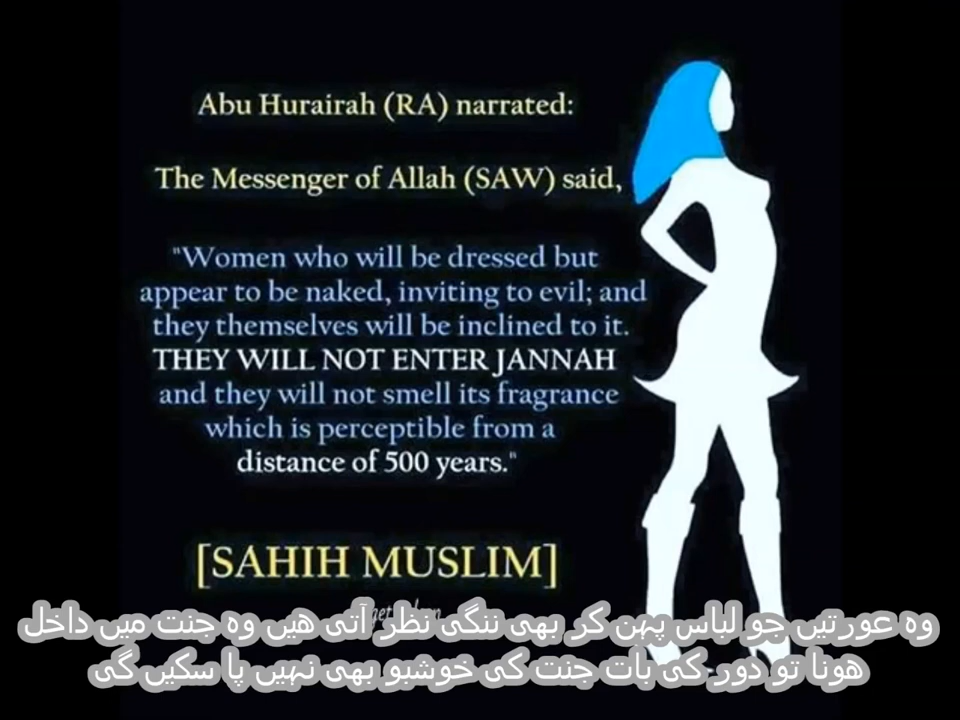 Abu Hurairah (RA) narrated:
The Messenger of Allah (SAW) said,
"Women who will be dressed but
appear to be naked, inviting to evil; and
they themselves will be inclined to it.
THEY WILL NOT ENTER JANNAH
and they will not smell its fragrance
which is perceptible from a
distance of 500 years."
[SAHIH MUSLIM]
وہ عورتیں جو لباس پہن کر بھی ننگی نظر آتی ھیں وہ جنت میں داخل
ھونا تو دور کی بات جنت کی خوشبو بھی نہیں پا سکیں گی